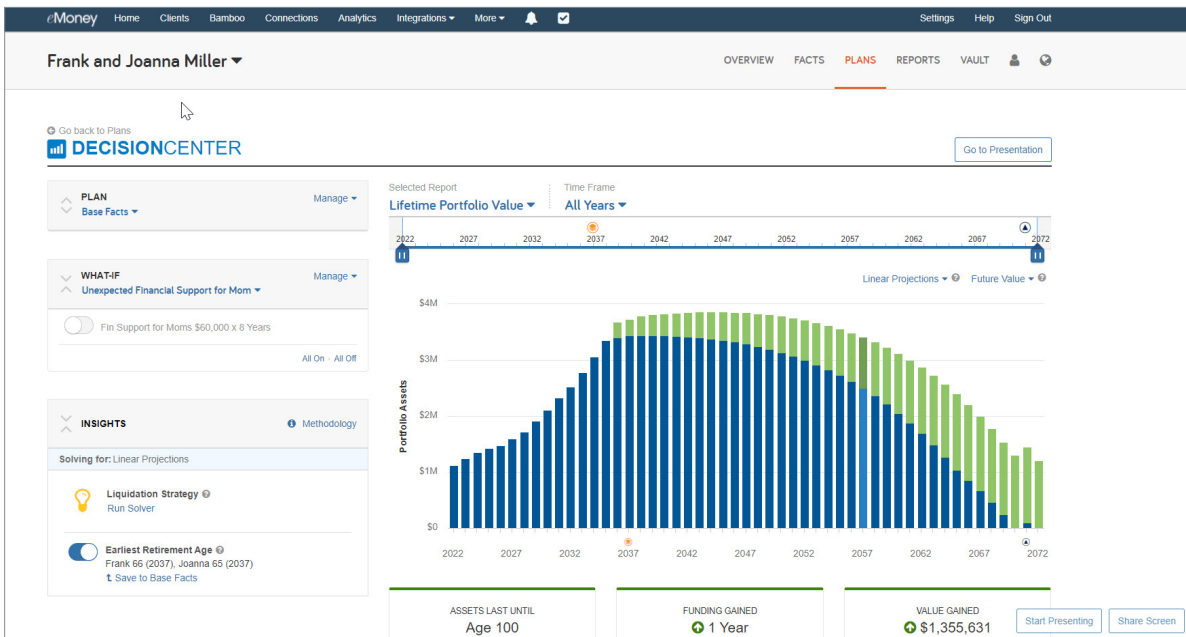 eMoney Home Clients Bamboo Connections Analytics Integrations More Settings Help Sign Out
Frank and Joanna Miller
OVERVIEW FACTS PLANS REPORTS VAULT
Go back to Plans
DECISIONCENTER
Go to Presentation
PLAN
Base Facts
Manage
WHAT-IF
Unexpected Financial Support for Mom
Manage
Fin Support for Moms $60,000 x 8 Years
All On - All Off
INSIGHTS
Methodology
Solving for: Linear Projections
Liquidation Strategy
Run Solver
Earliest Retirement Age
Frank 66 (2037), Joanna 65 (2037)
Save to Base Facts
Selected Report
Lifetime Portfolio Value
Time Frame
All Years
2022 2027 2032 2037 2042 2047 2052 2057 2062 2067 2072
Linear Projections Future Value
Portfolio Assets
$4M
$3M
$2M
$1M
$0
2022 2027 2032 2037 2042 2047 2052 2057 2062 2067 2072
ASSETS LAST UNTIL
Age 100
FUNDING GAINED
1 Year
VALUE GAINED
$1,355,631
Start Presenting
Share Screen